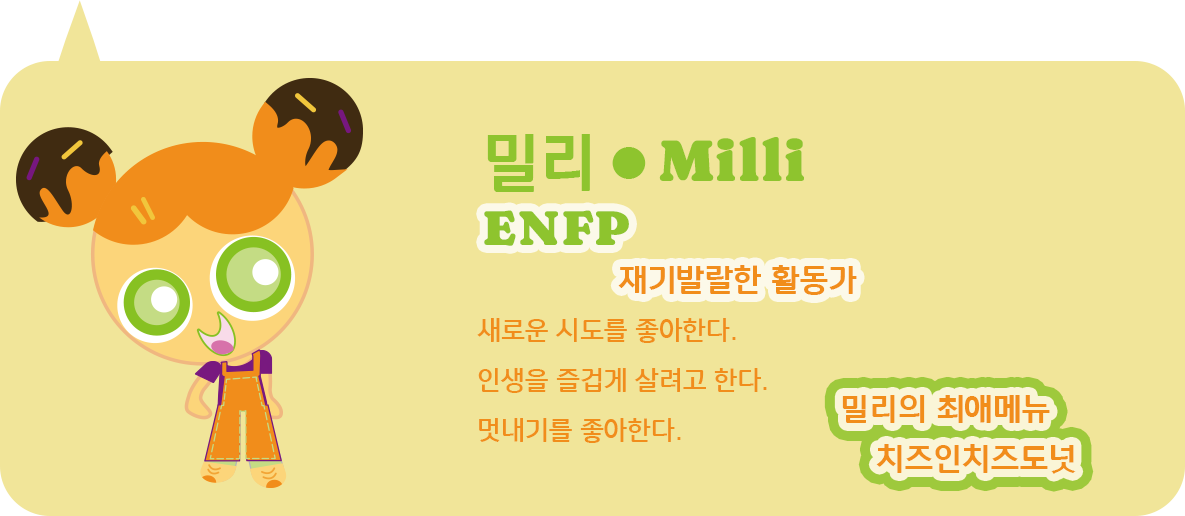 밀리 ● Milli
ENFP
재기발랄한 활동가
새로운 시도를 좋아한다.
인생을 즐겁게 살려고 한다.
멋내기를 좋아한다.
밀리의 최애메뉴
치즈인치즈도넛